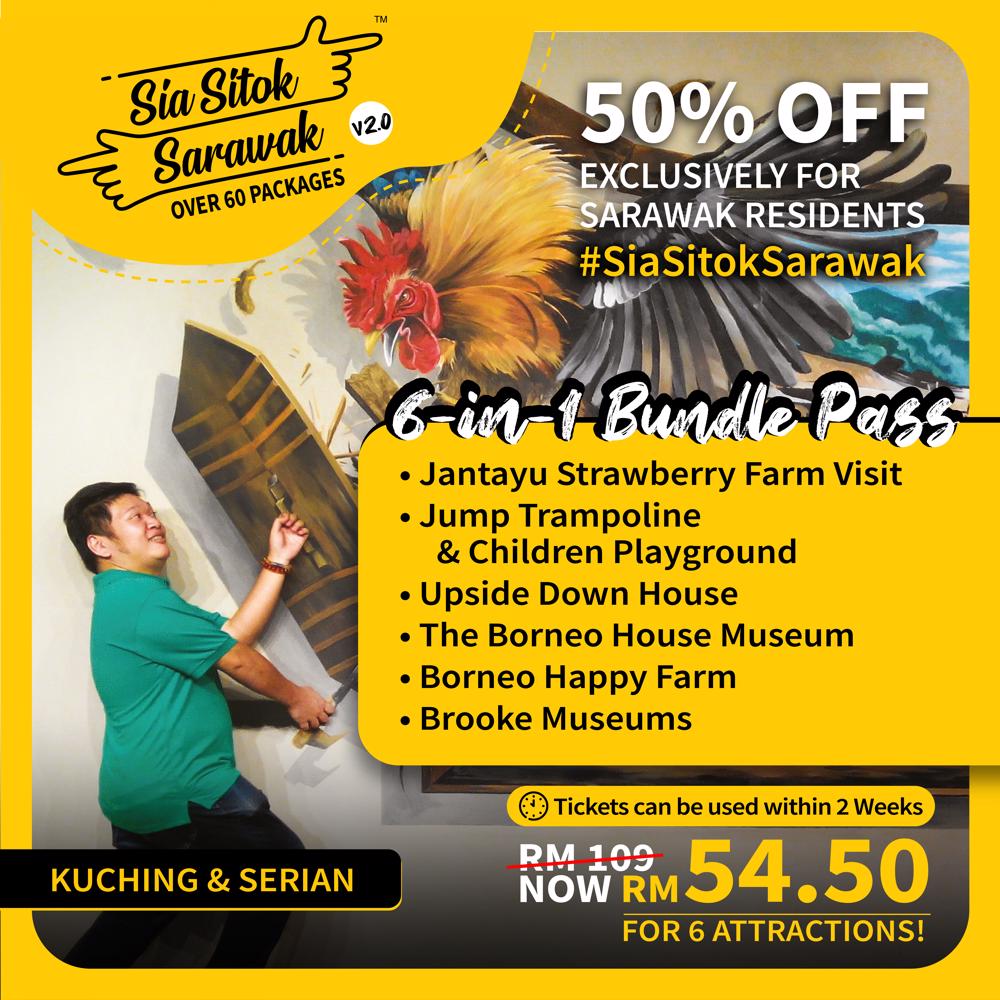 Sia Sitok
Sarawak
TM
v2.0
OVER 60 PACKAGES
50% OFF
EXCLUSIVELY FOR
SARAWAK RESIDENTS
#SiaSitokSarawak
6-in-1 Bundle Pass
• Jantayu Strawberry Farm Visit
• Jump Trampoline
& Children Playground
• Upside Down House
• The Borneo House Museum
• Borneo Happy Farm
• Brooke Museums
Tickets can be used within 2 Weeks
RM 109
NOW RM 54.50
FOR 6 ATTRACTIONS!
KUCHING & SERIAN